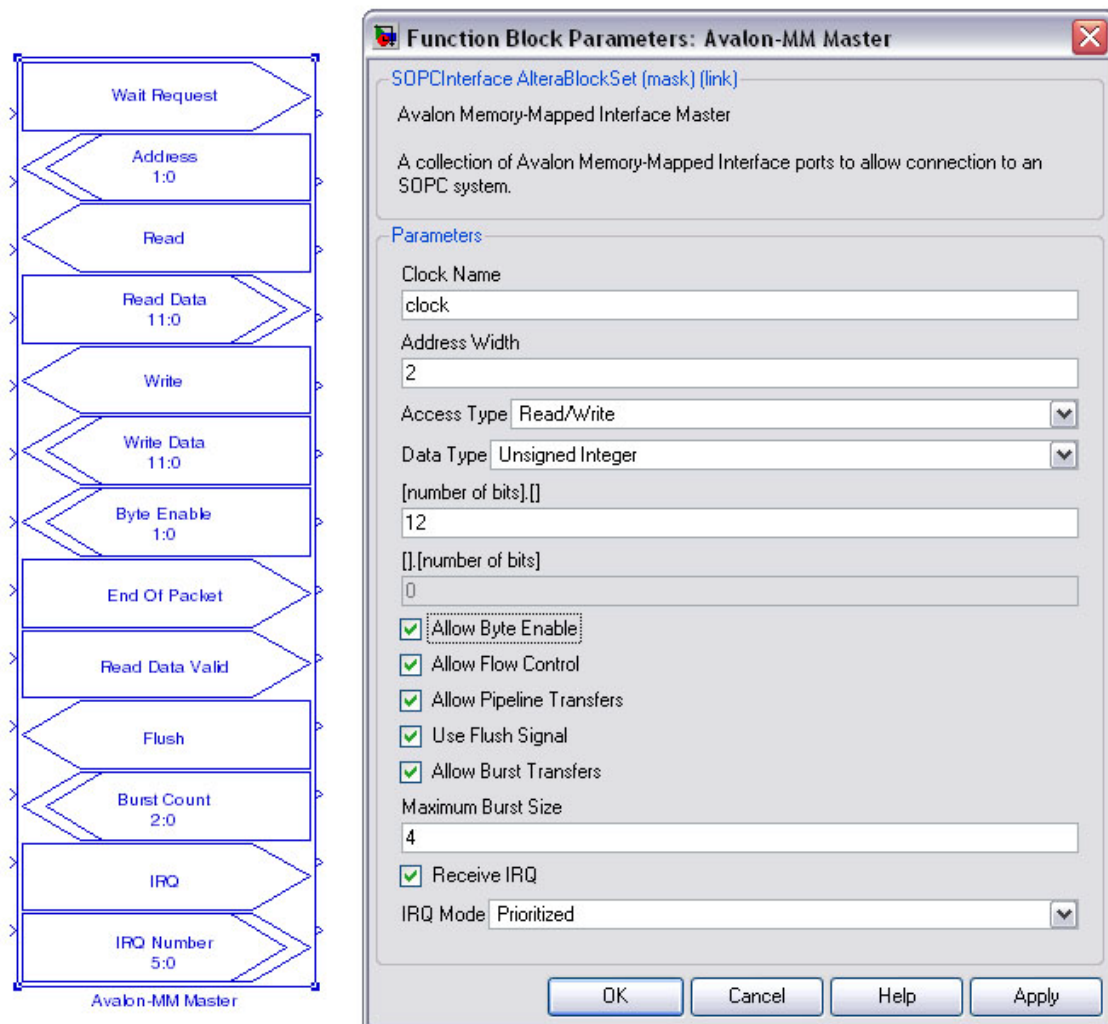 Wait Request
Address
1:0
Read
Read Data
11:0
Write
Write Data
11:0
Byte Enable
1:0
End Of Packet
Read Data Valid
Flush
Burst Count
2:0
IRQ
IRQ Number
5:0
Avalon-MM Master
Function Block Parameters: Avalon-MM Master
SOPCInterface AlteraBlockSet (mask) (link)
Avalon Memory-Mapped Interface Master
A collection of Avalon Memory-Mapped Interface ports to allow connection to an
SOPC system.
Parameters
Clock Name
clock
Address Width
2
Access Type Read/Write
Data Type Unsigned Integer
[number of bits].[]
12
[].[number of bits]
0
Allow Byte Enable
Allow Flow Control
Allow Pipeline Transfers
Use Flush Signal
Allow Burst Transfers
Maximum Burst Size
4
Receive IRQ
IRQ Mode Prioritized
OK Cancel Help Apply